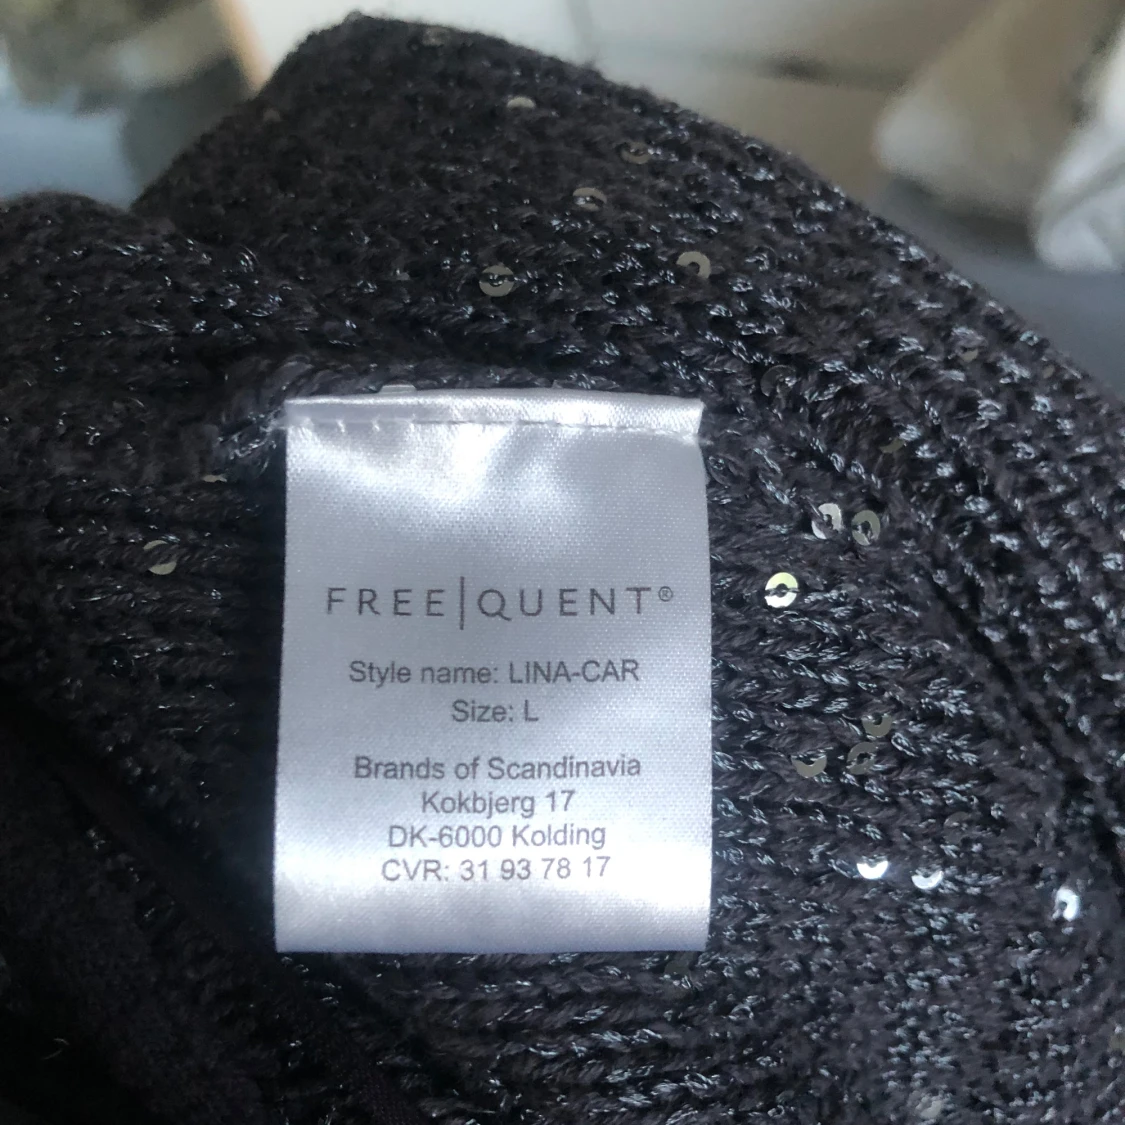 FREE|QUENT®
Style name: LINA-CAR
Size: L
Brands of Scandinavia
Kokbjerg 17
DK-6000 Kolding
CVR: 31 93 78 17